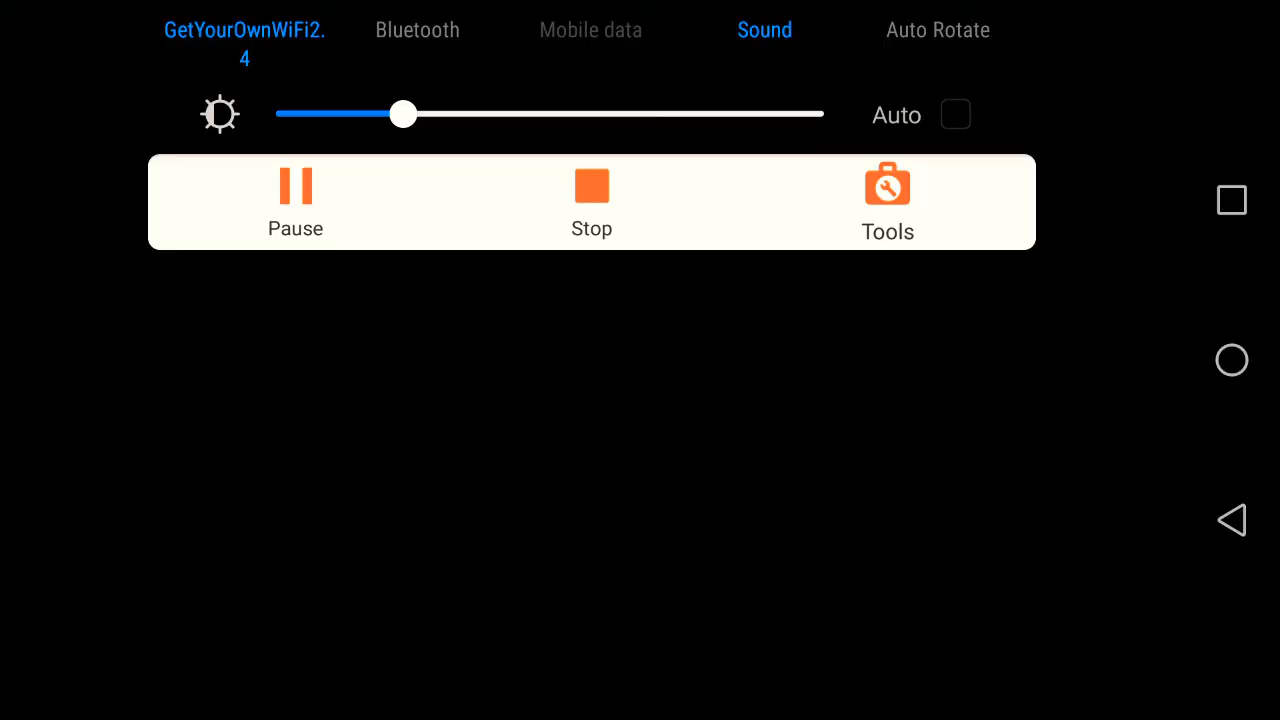 GetYourOwnWiFi2.
4
Bluetooth
Mobile data
Sound
Auto Rotate
Auto
Pause
Stop
Tools